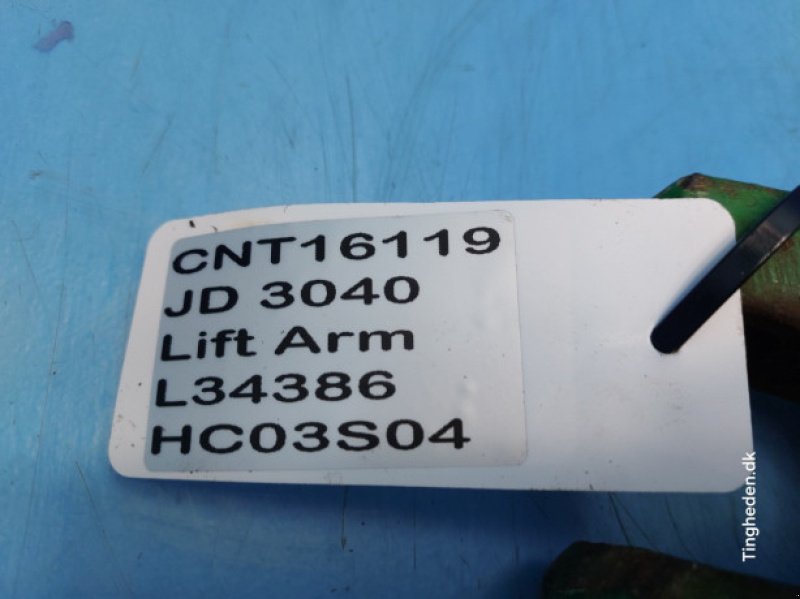 CNT16119
JD 3040
Lift Arm
L34386
HC03S04
Tingheden.dk